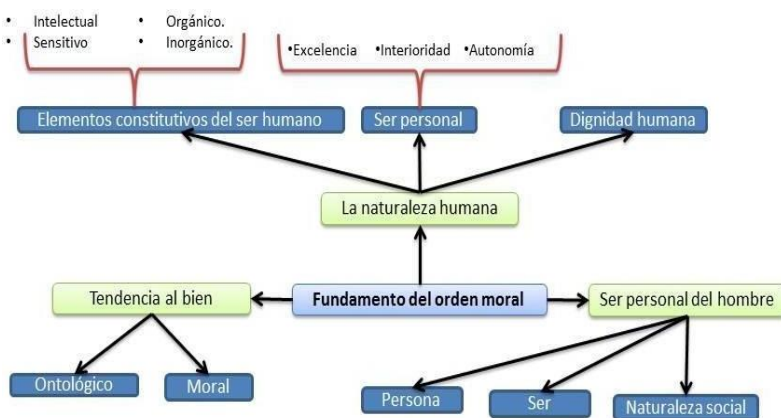 • Intelectual • Orgánico.
• Sensitivo • Inorgánico.
•Excelencia •Interioridad •Autonomía
Elementos constitutivos del ser humano
Ser personal
Dignidad humana
La naturaleza humana
Tendencia al bien
Fundamento del orden moral
Ser personal del hombre
Ontológico
Moral
Persona
Ser
Naturaleza social